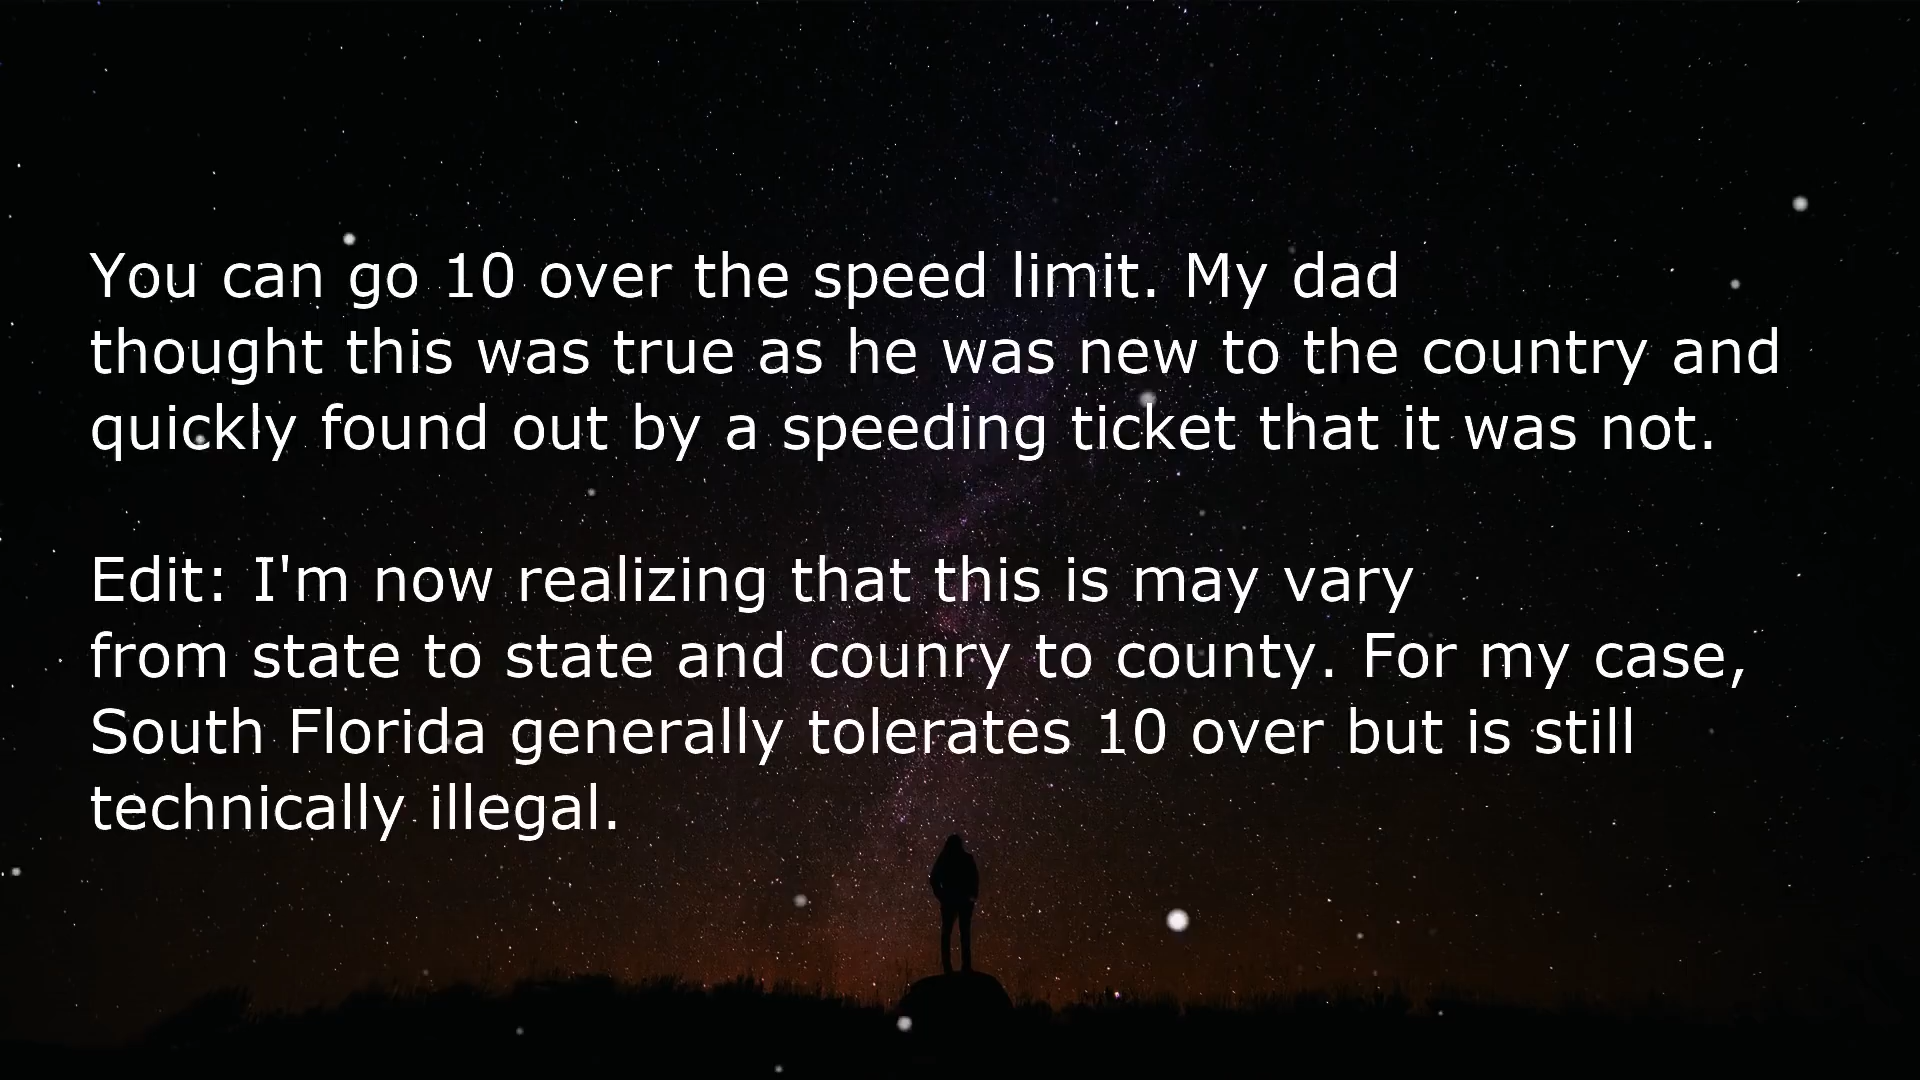 You can go 10 over the speed limit. My dad
thought this was true as he was new to the country and
quickly found out by a speeding ticket that it was not.
Edit: I'm now realizing that this is may vary
from state to state and counry to county. For my case,
South Florida generally tolerates 10 over but is still
technically illegal.